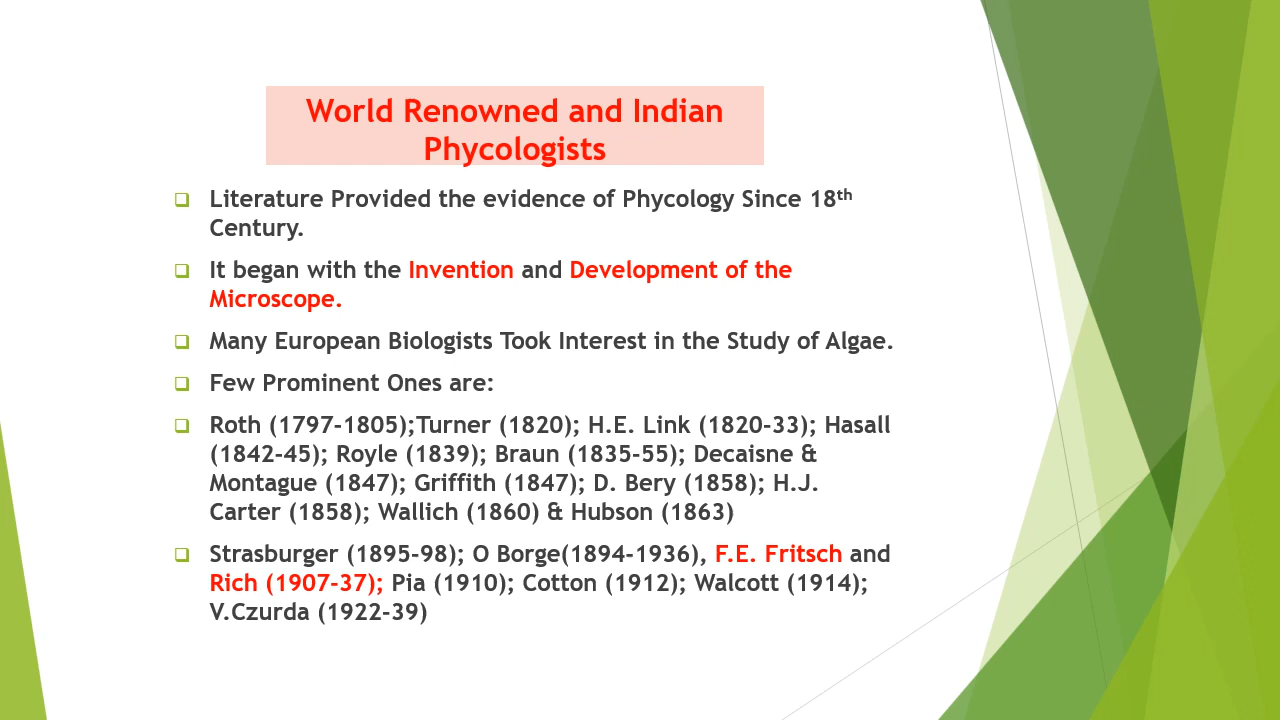 World Renowned and Indian
Phycologists
❑ Literature Provided the evidence of Phycology Since 18th
Century.
❑ It began with the Invention and Development of the
Microscope.
❑ Many European Biologists Took Interest in the Study of Algae.
❑ Few Prominent Ones are:
❑ Roth (1797-1805);Turner (1820); H.E. Link (1820-33); Hasall
(1842-45); Royle (1839); Braun (1835-55); Decaisne &
Montague (1847); Griffith (1847); D. Bery (1858); H.J.
Carter (1858); Wallich (1860) & Hubson (1863)
❑ Strasburger (1895-98); O Borge(1894-1936), F.E. Fritsch and
Rich (1907-37); Pia (1910); Cotton (1912); Walcott (1914);
V.Czurda (1922-39)